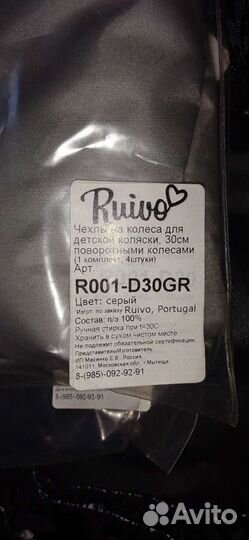 Ruivo
Чехлы на колеса для
детской коляски, 30см
поворотными колесами
(1 комплект, 4штуки)
Арт.
R001-D30GR
Цвет: серый
Изгот. по заказу Ruivo, Portugal
Состав: п/э 100%
Ручная стирка при t=30C
Хранить в сухом чистом месте
Не подлежит обязательной сертификации.
Представитель/Изготовитель
ИП Масенко Е.В., Россия,
141011, Московская обл., г.Мытищи
8-(985)-092-92-91
8-(985)-092-92-91
Avito